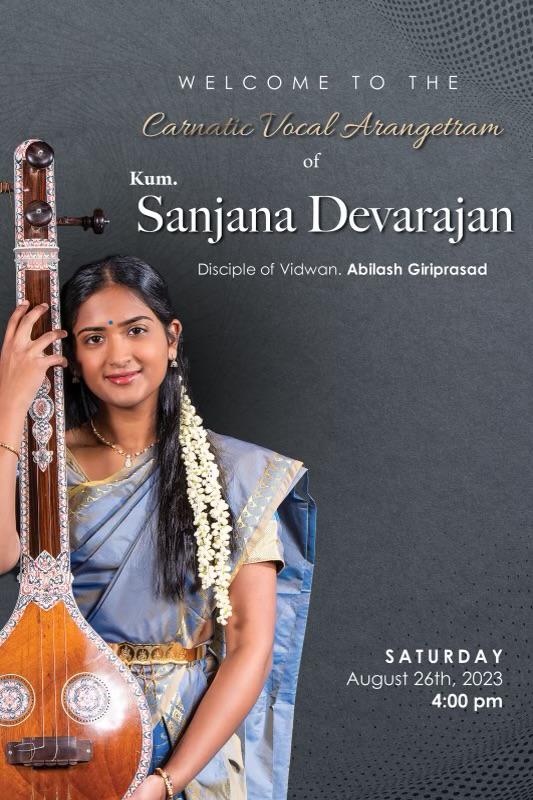 WELCOME TO THE
Carnatic Vocal Arangetram
of
Kum.
Sanjana Devarajan
Disciple of Vidwan. Abilash Giriprasad
SATURDAY
August 26th, 2023
4:00 pm